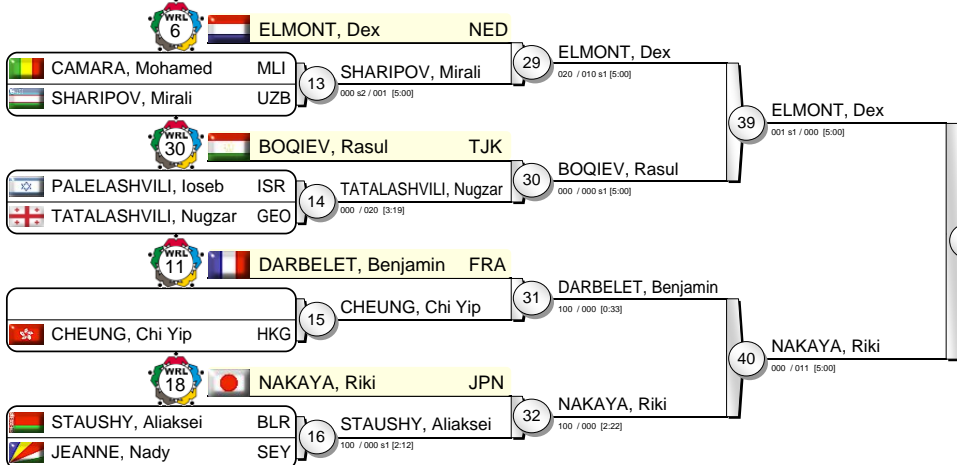 WRL 6 ELMONT, Dex NED
CAMARA, Mohamed MLI
SHARIPOV, Mirali UZB
13 SHARIPOV, Mirali
000 s2 / 001 [5:00]
29 ELMONT, Dex
020 / 010 s1 [5:00]
WRL 30 BOQIEV, Rasul TJK
PALELASHVILI, Ioseb ISR
TATALASHVILI, Nugzar GEO
14 TATALASHVILI, Nugzar
000 / 020 [3:19]
30 BOQIEV, Rasul
000 / 000 s1 [5:00]
39 ELMONT, Dex
001 s1 / 000 [5:00]
WRL 11 DARBELET, Benjamin FRA
CHEUNG, Chi Yip HKG
15 CHEUNG, Chi Yip
31 DARBELET, Benjamin
100 / 000 [0:33]
WRL 18 NAKAYA, Riki JPN
STAUSHY, Aliaksei BLR
JEANNE, Nady SEY
16 STAUSHY, Aliaksei
100 / 000 s1 [2:12]
32 NAKAYA, Riki
100 / 000 [2:22]
40 NAKAYA, Riki
000 / 011 [5:00]